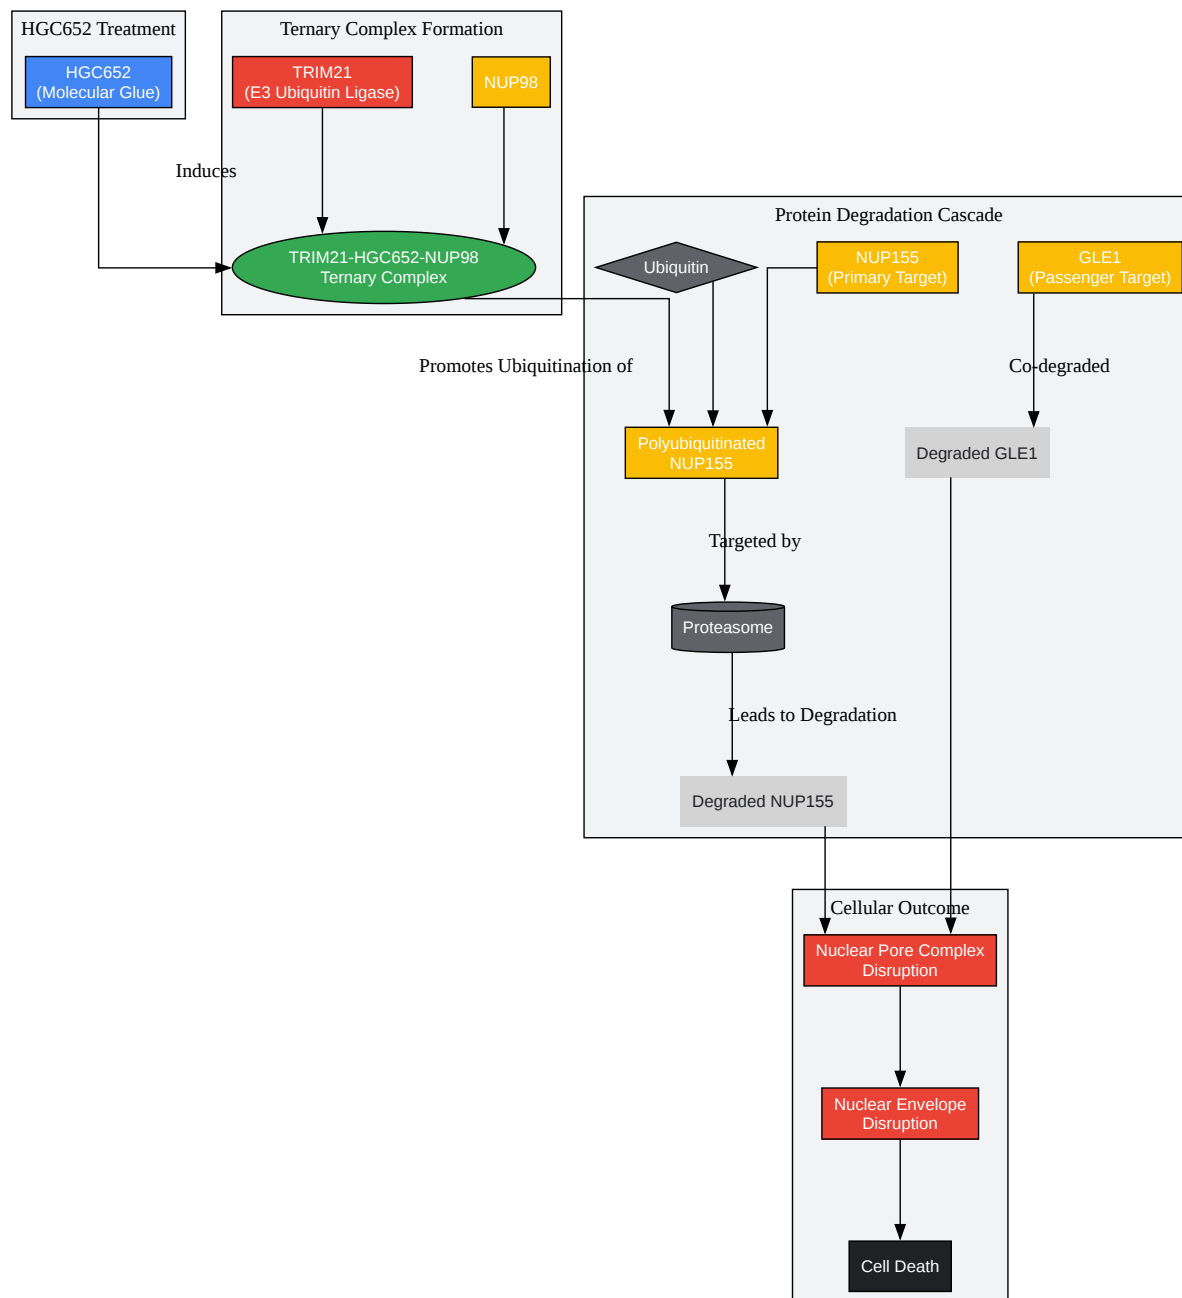 HGC652 Treatment
HGC652
(Molecular Glue)
Ternary Complex Formation
TRIM21
(E3 Ubiquitin Ligase)
NUP98
Induces
TRIM21-HGC652-NUP98
Ternary Complex
Protein Degradation Cascade
Ubiquitin
NUP155
(Primary Target)
GLE1
(Passenger Target)
Promotes Ubiquitination of
Co-degraded
Polyubiquitinated
NUP155
Degraded GLE1
Targeted by
Proteasome
Leads to Degradation
Degraded NUP155
Cellular Outcome
Nuclear Pore Complex
Disruption
Nuclear Envelope
Disruption
Cell Death